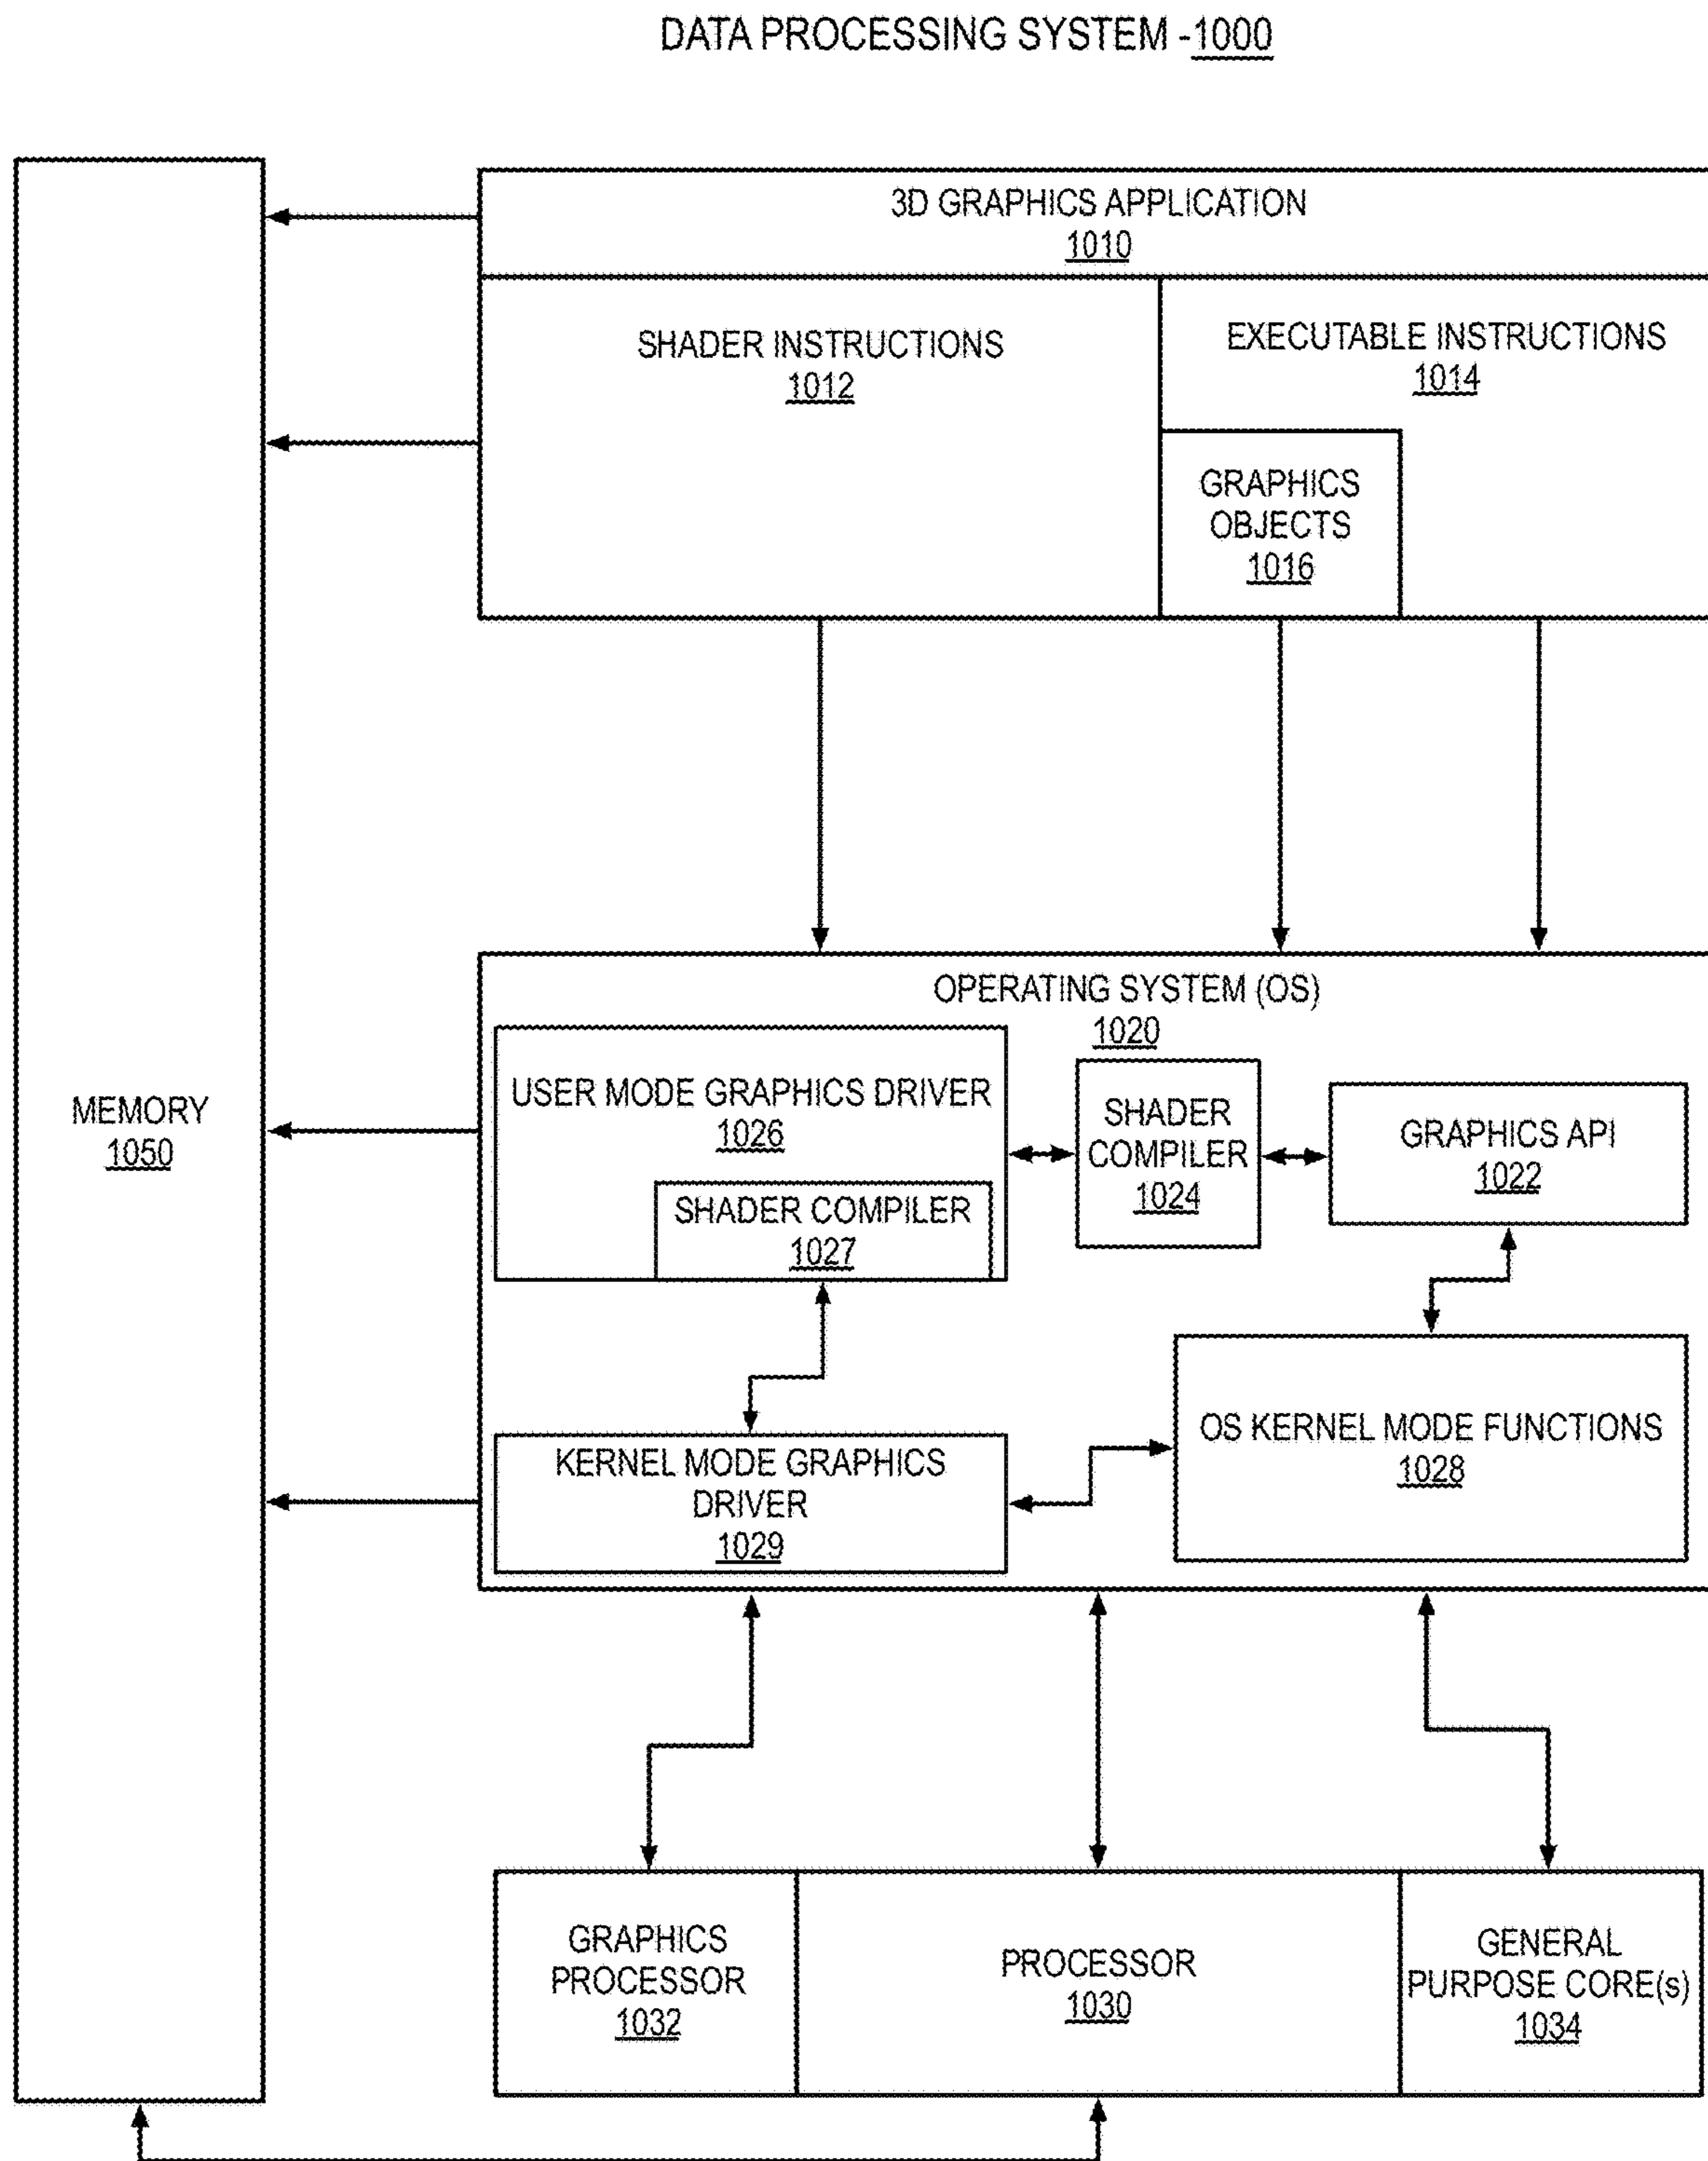 DATA PROCESSING SYSTEM -1000
3D GRAPHICS APPLICATION
1010
SHADER INSTRUCTIONS
1012
EXECUTABLE INSTRUCTIONS
1014
GRAPHICS
OBJECTS
1016
MEMORY
1050
OPERATING SYSTEM (OS)
1020
USER MODE GRAPHICS DRIVER
1026
SHADER COMPILER
1027
SHADER
COMPILER
1024
GRAPHICS API
1022
KERNEL MODE GRAPHICS
DRIVER
1029
OS KERNEL MODE FUNCTIONS
1028
GRAPHICS
PROCESSOR
1032
PROCESSOR
1030
GENERAL
PURPOSE CORE(s)
1034